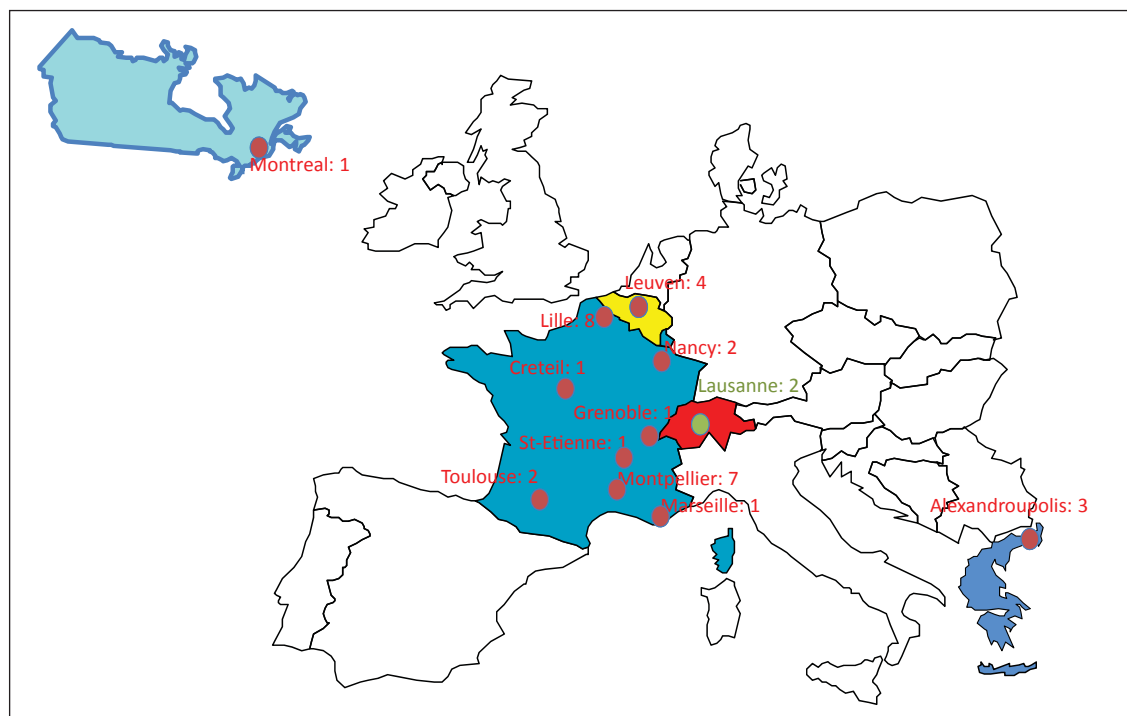 Montreal: 1
Leuven: 4
Lille: 8
Nancy: 2
Creteil: 1
Lausanne: 2
Grenoble: 1
St-Etienne: 1
Toulouse: 2
Montpellier: 7
Marseille: 1
Alexandroupolis: 3